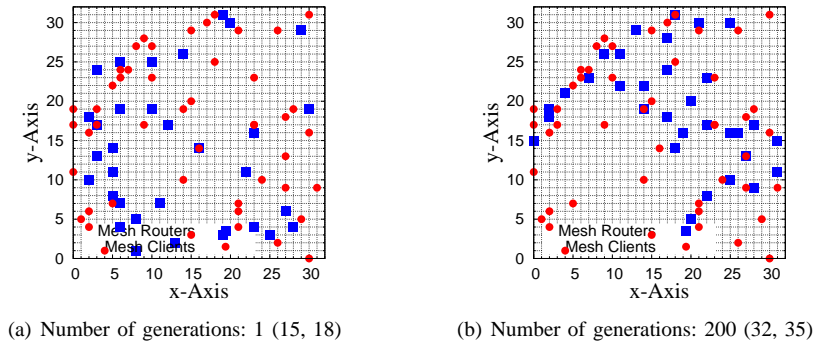 30
25
20
15
10
5
0
y-Axis
0 5 10 15 20 25 30
x-Axis
Mesh Routers
Mesh Clients
(a) Number of generations: 1 (15, 18)
30
25
20
15
10
5
0
y-Axis
0 5 10 15 20 25 30
x-Axis
Mesh Routers
Mesh Clients
(b) Number of generations: 200 (32, 35)